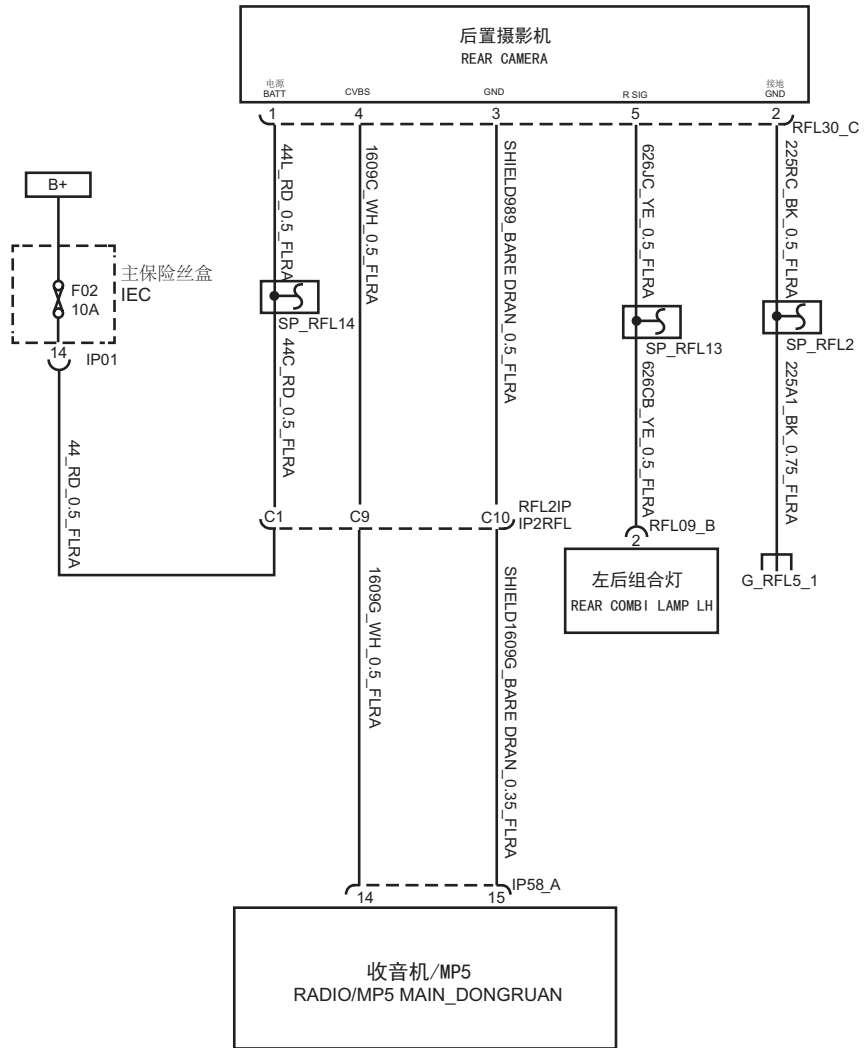 后置摄影机
REAR CAMERA
电源
BATT
CVBS
GND
R SIG
接地
GND
1
4
3
5
2
RFL30_C
44L_RD_0.5_FLRA
1609C_WH_0.5_FLRA
SHIELD989_BARE DRAN_0.5_FLRA
626JC_YE_0.5_FLRA
225RC_BK_0.5_FLRA
B+
F02
10A
主保险丝盒
IEC
14
IP01
SP_RFL14
SP_RFL13
SP_RFL2
44C_RD_0.5_FLRA
626CB_YE_0.5_FLRA
225A1_BK_0.75_FLRA
44_RD_0.5_FLRA
C1
C9
C10
RFL2IP
IP2RFL
RFL09_B
2
左后组合灯
REAR COMBI LAMP LH
G_RFL5_1
1609G_WH_0.5_FLRA
SHIELD1609G_BARE DRAN_0.35_FLRA
IP58_A
14
15
收音机/MP5
RADIO/MP5 MAIN_DONGRUAN